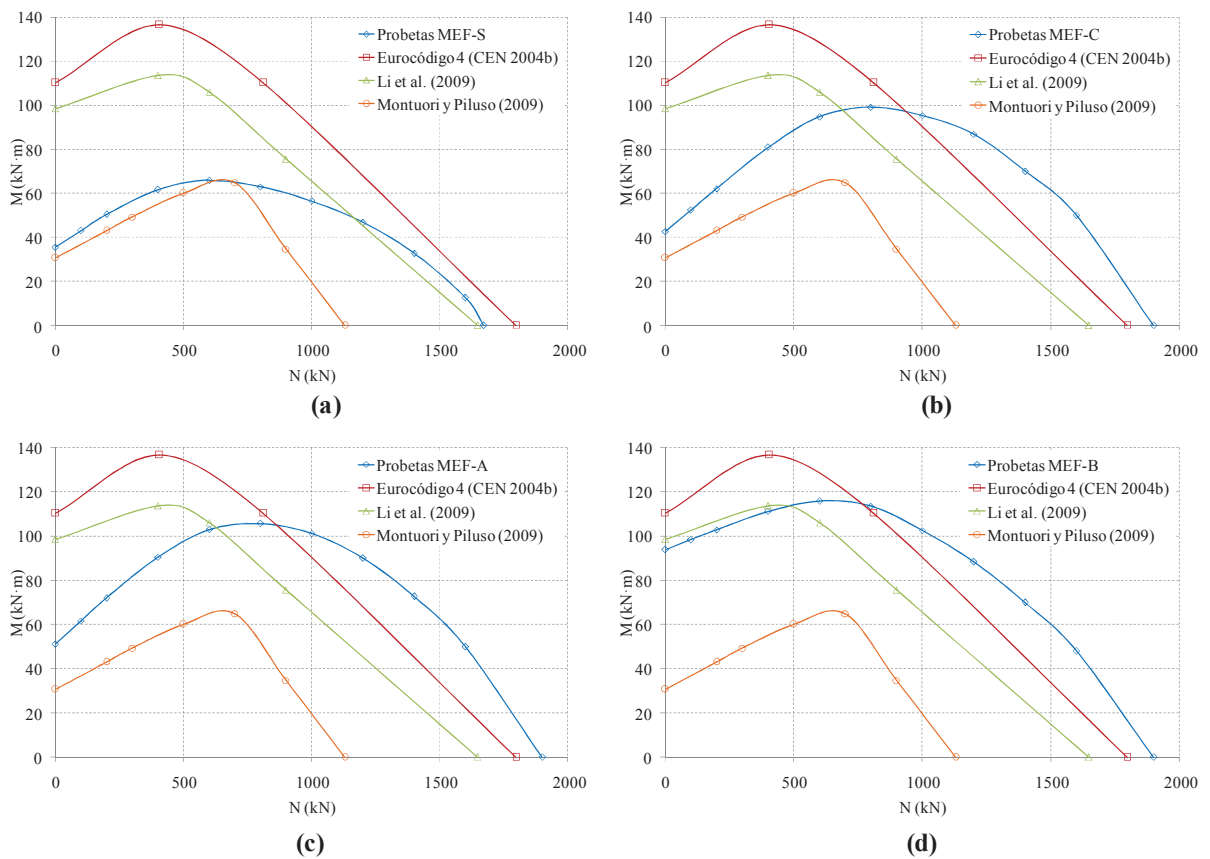 140
120
100
80
60
40
20
0
M (kN·m)
0 500 1000 1500 2000
N (kN)
Probetas MEF-S
Eurocódigo 4 (CEN 2004b)
Li et al. (2009)
Montuori y Piluso (2009)
(a)
140
120
100
80
60
40
20
0
M (kN·m)
0 500 1000 1500 2000
N (kN)
Probetas MEF-C
Eurocódigo 4 (CEN 2004b)
Li et al. (2009)
Montuori y Piluso (2009)
(b)
140
120
100
80
60
40
20
0
M (kN·m)
0 500 1000 1500 2000
N (kN)
Probetas MEF-A
Eurocódigo 4 (CEN 2004b)
Li et al. (2009)
Montuori y Piluso (2009)
(c)
140
120
100
80
60
40
20
0
M (kN·m)
0 500 1000 1500 2000
N (kN)
Probetas MEF-B
Eurocódigo 4 (CEN 2004b)
Li et al. (2009)
Montuori y Piluso (2009)
(d)